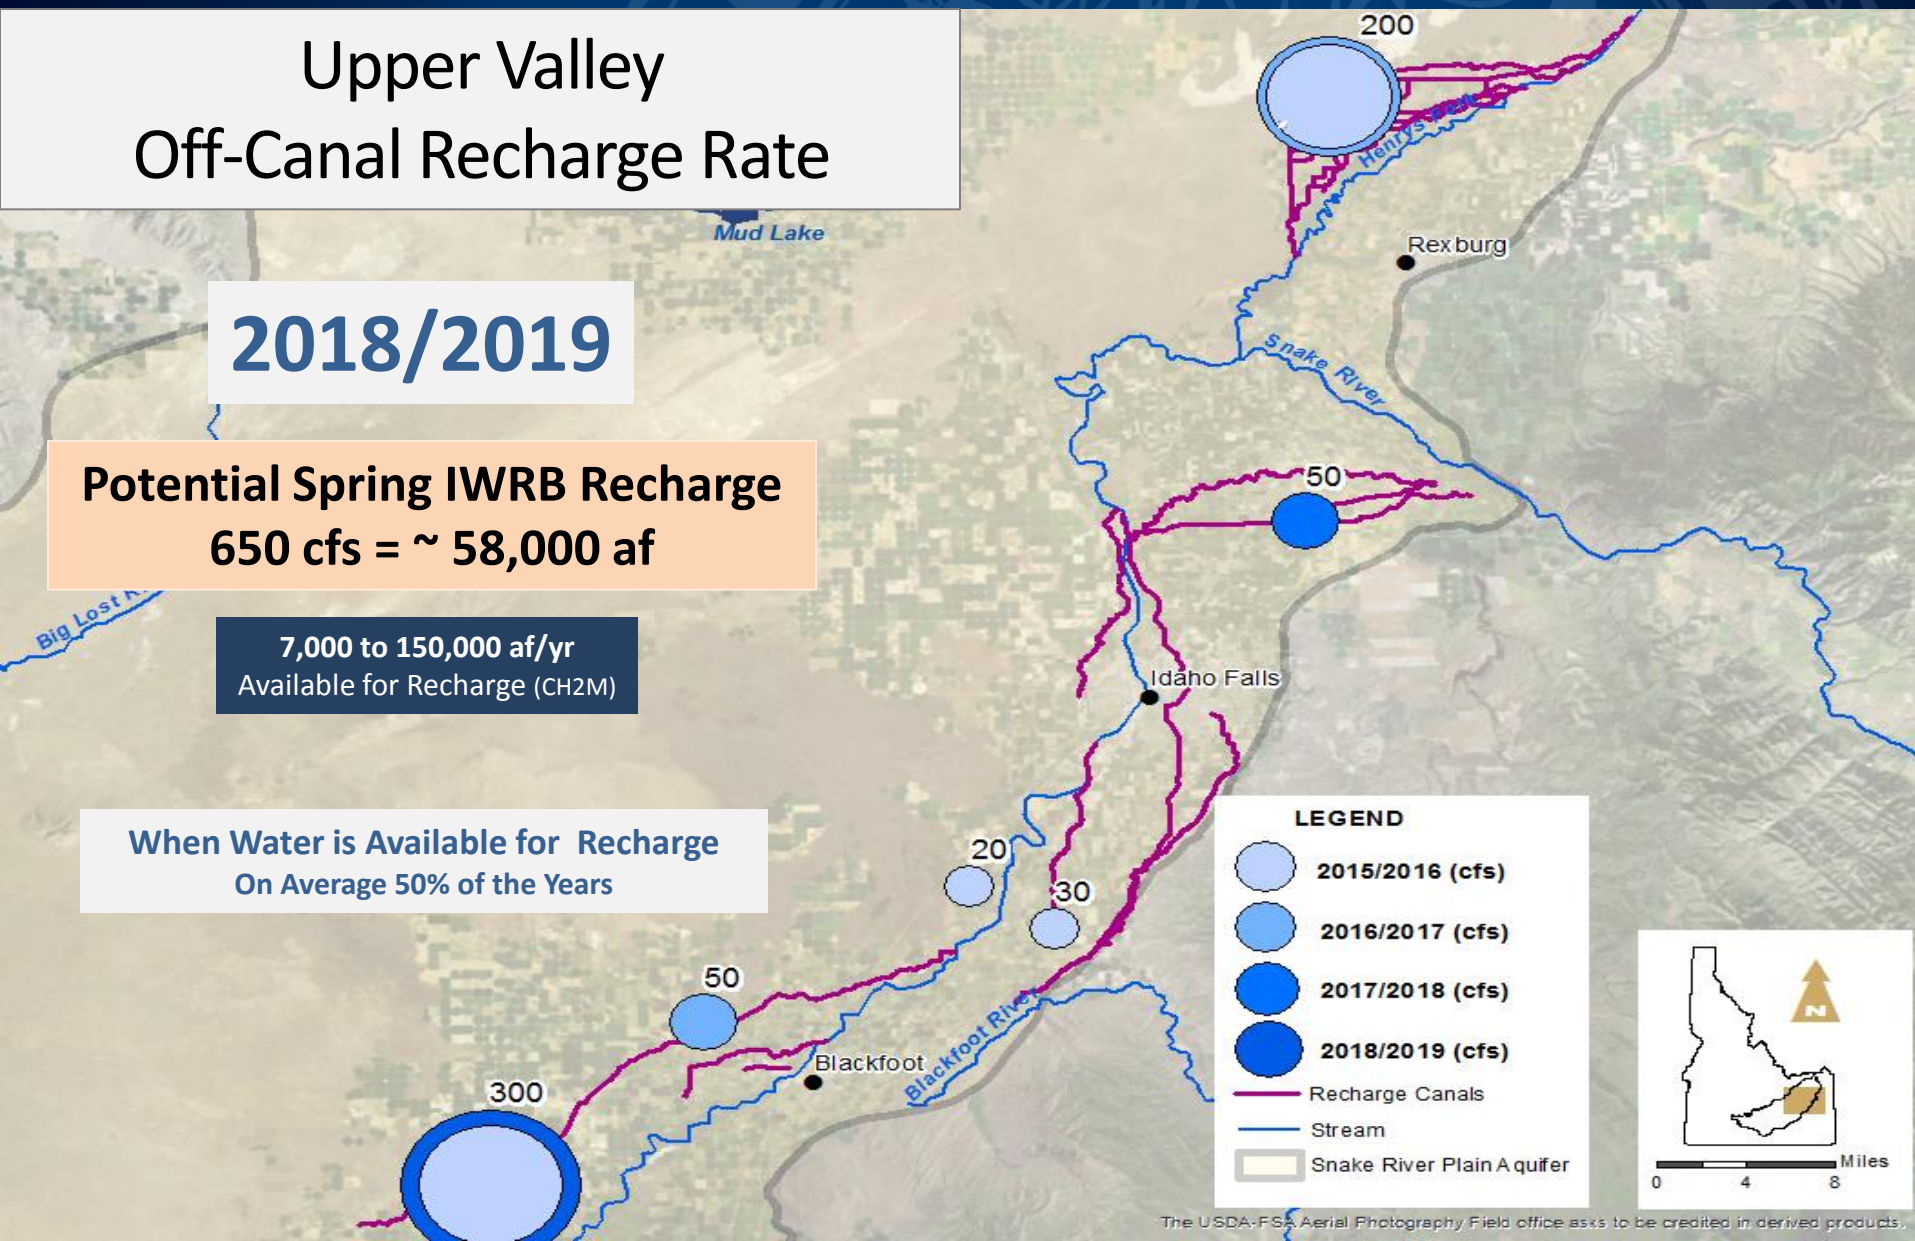 Upper Valley
Off-Canal Recharge Rate
200
Henrys Fork
Mud Lake
Rexburg
2018/2019
Snake River
Potential Spring IWRB Recharge
650 cfs = ~ 58,000 af
50
Big Lost
7,000 to 150,000 af/yr
Available for Recharge (CH2M)
Idaho Falls
When Water is Available for Recharge
On Average 50% of the Years
20
30
50
Blackfoot River
Blackfoot
300
LEGEND
2015/2016 (cfs)
2016/2017 (cfs)
2017/2018 (cfs)
2018/2019 (cfs)
Recharge Canals
Stream
Snake River Plain Aquifer
N
Miles
0 4 8
The USDA-FSA Aerial Photography Field office asks to be credited in derived products.